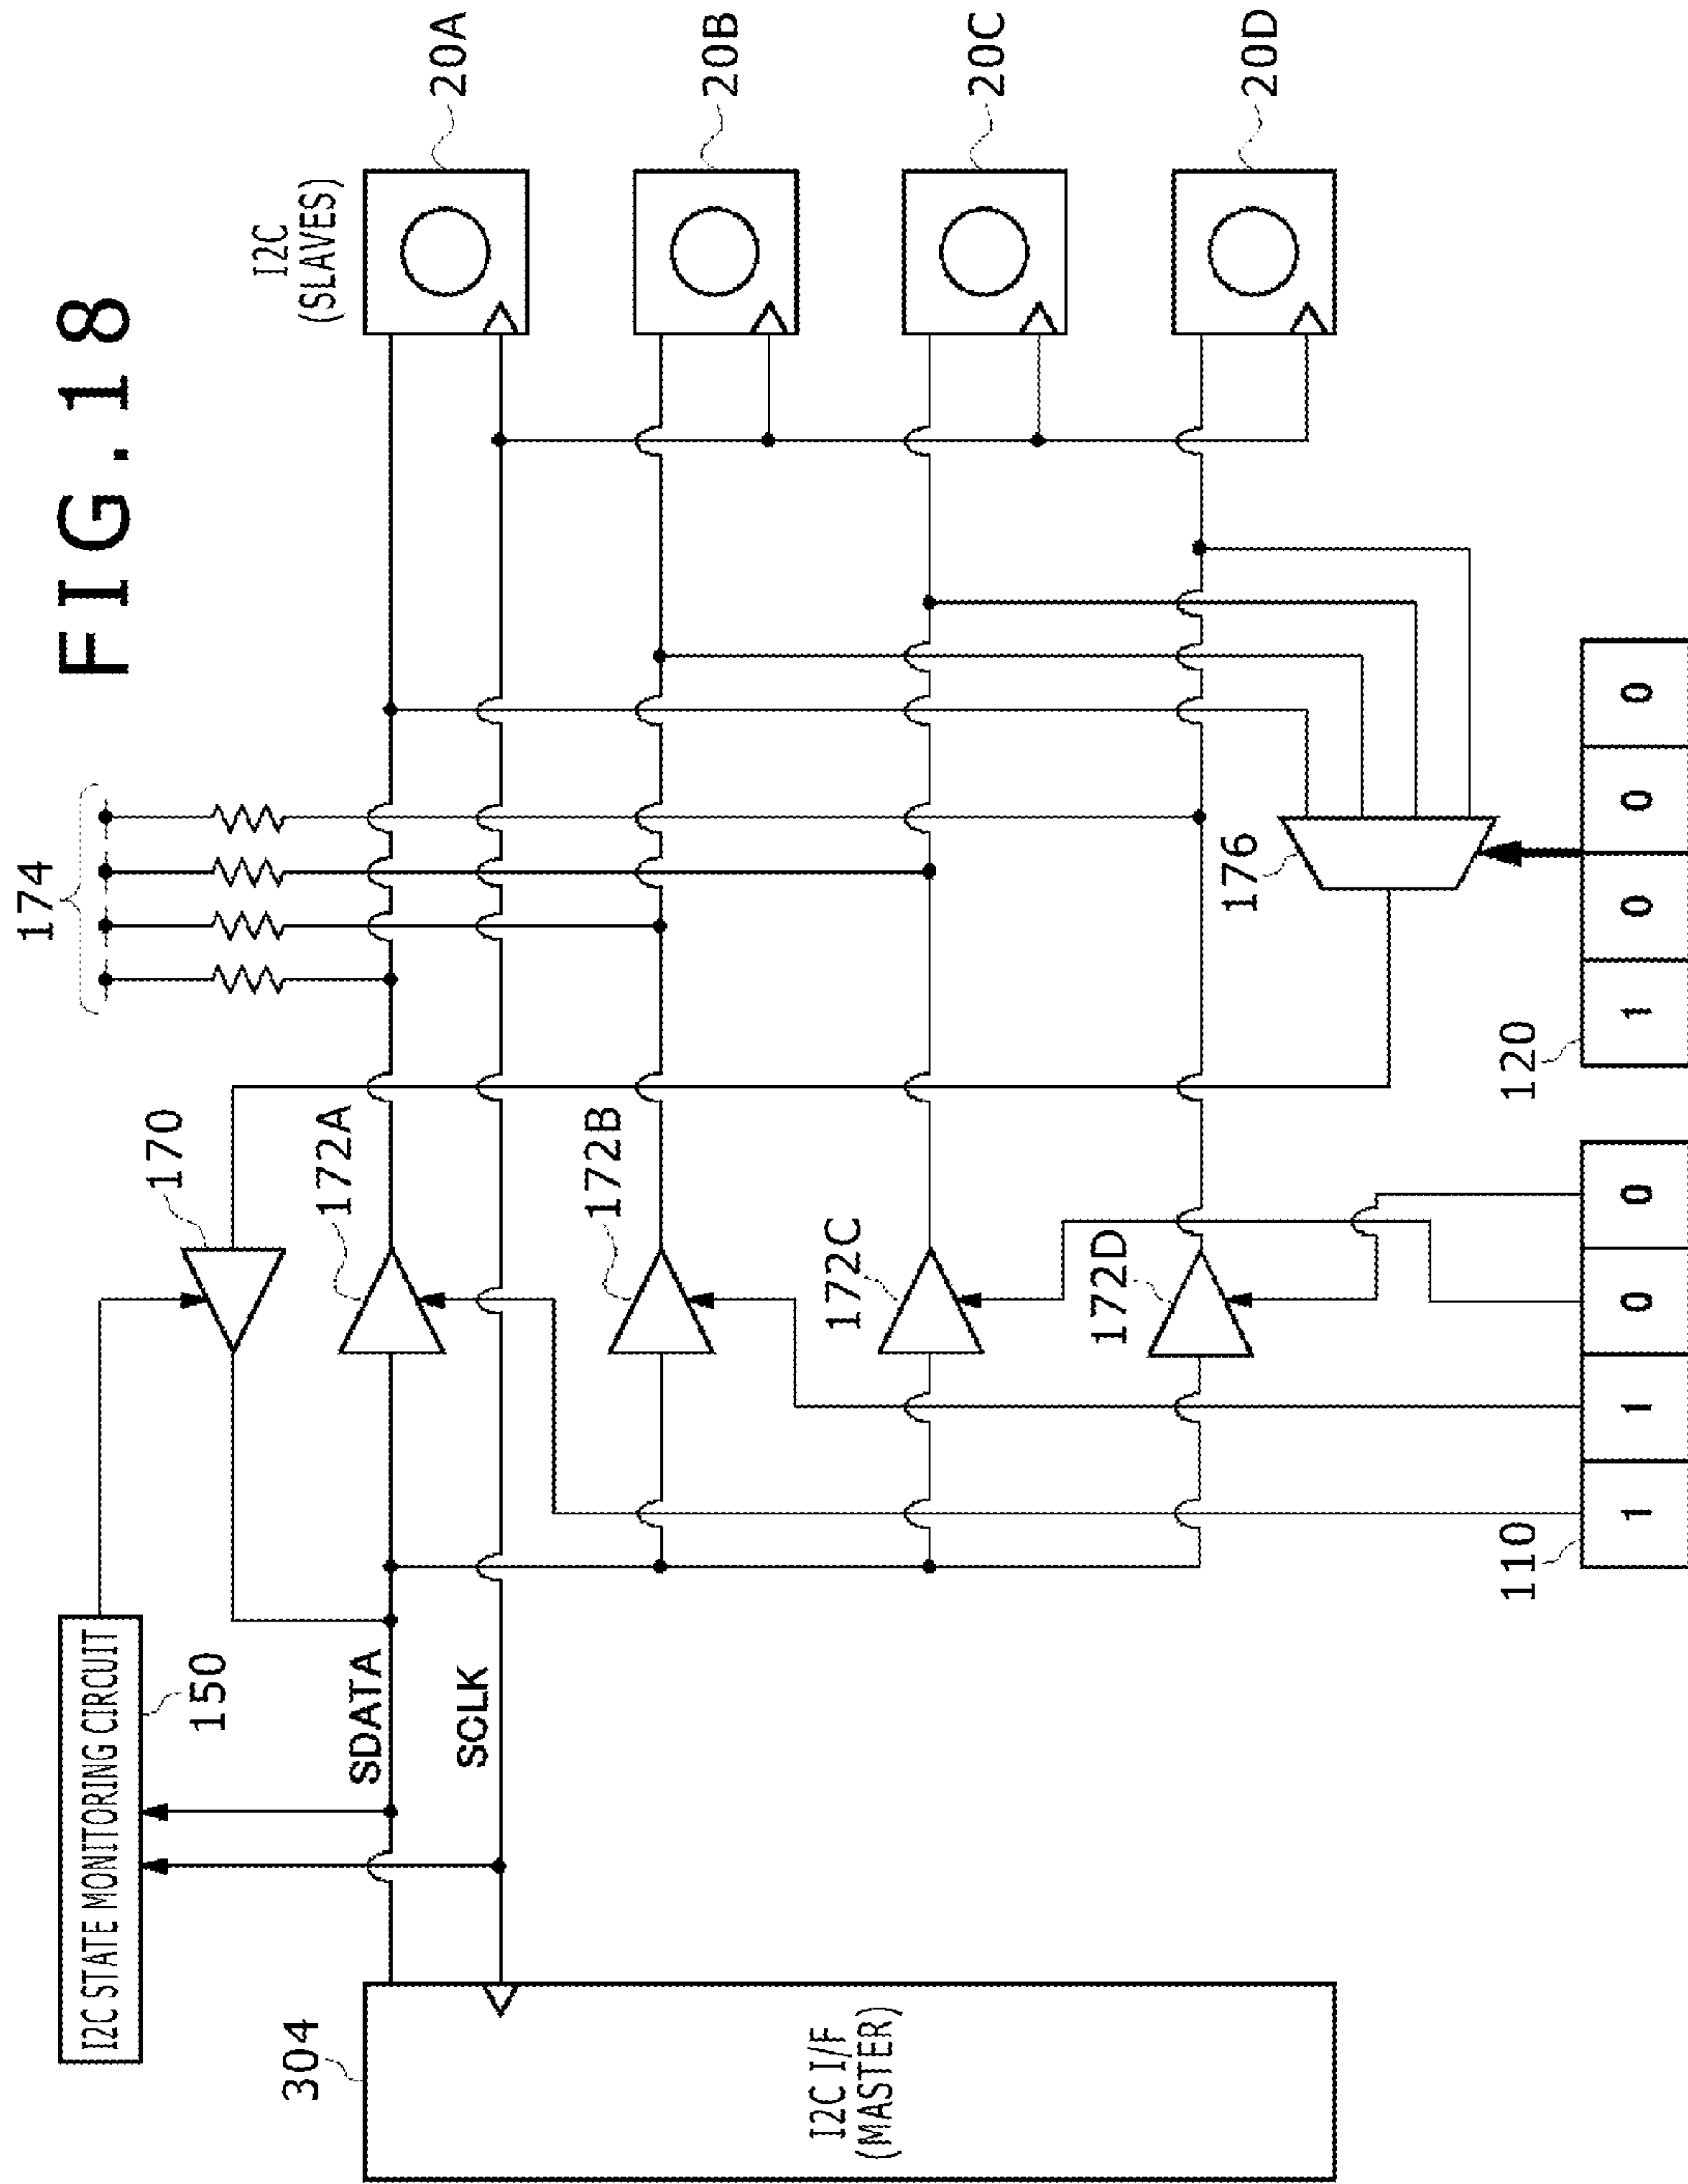 FIG.18
174
I2C STATE MONITORING CIRCUIT
150
170
I2C
(SLAVES)
304
SDATA
172A
20A
SCLK
172B
20B
I2C I/F
(MASTER)
172C
20C
172D
176
20D
110
120
1 1 0 0
1 0 0 0